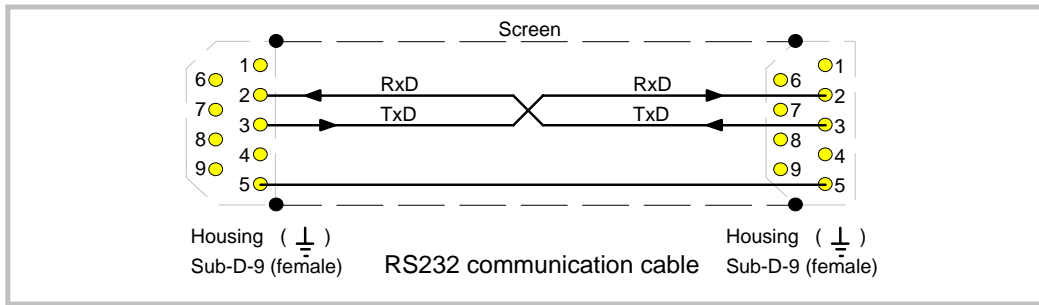 Screen
1 1
6 6
RxD RxD
2 2
7 7
TxD TxD
3 3
8 8
4 4
9 9
5 5
Housing ( ⏚ ) Housing ( ⏚ )
Sub-D-9 (female) RS232 communication cable Sub-D-9 (female)